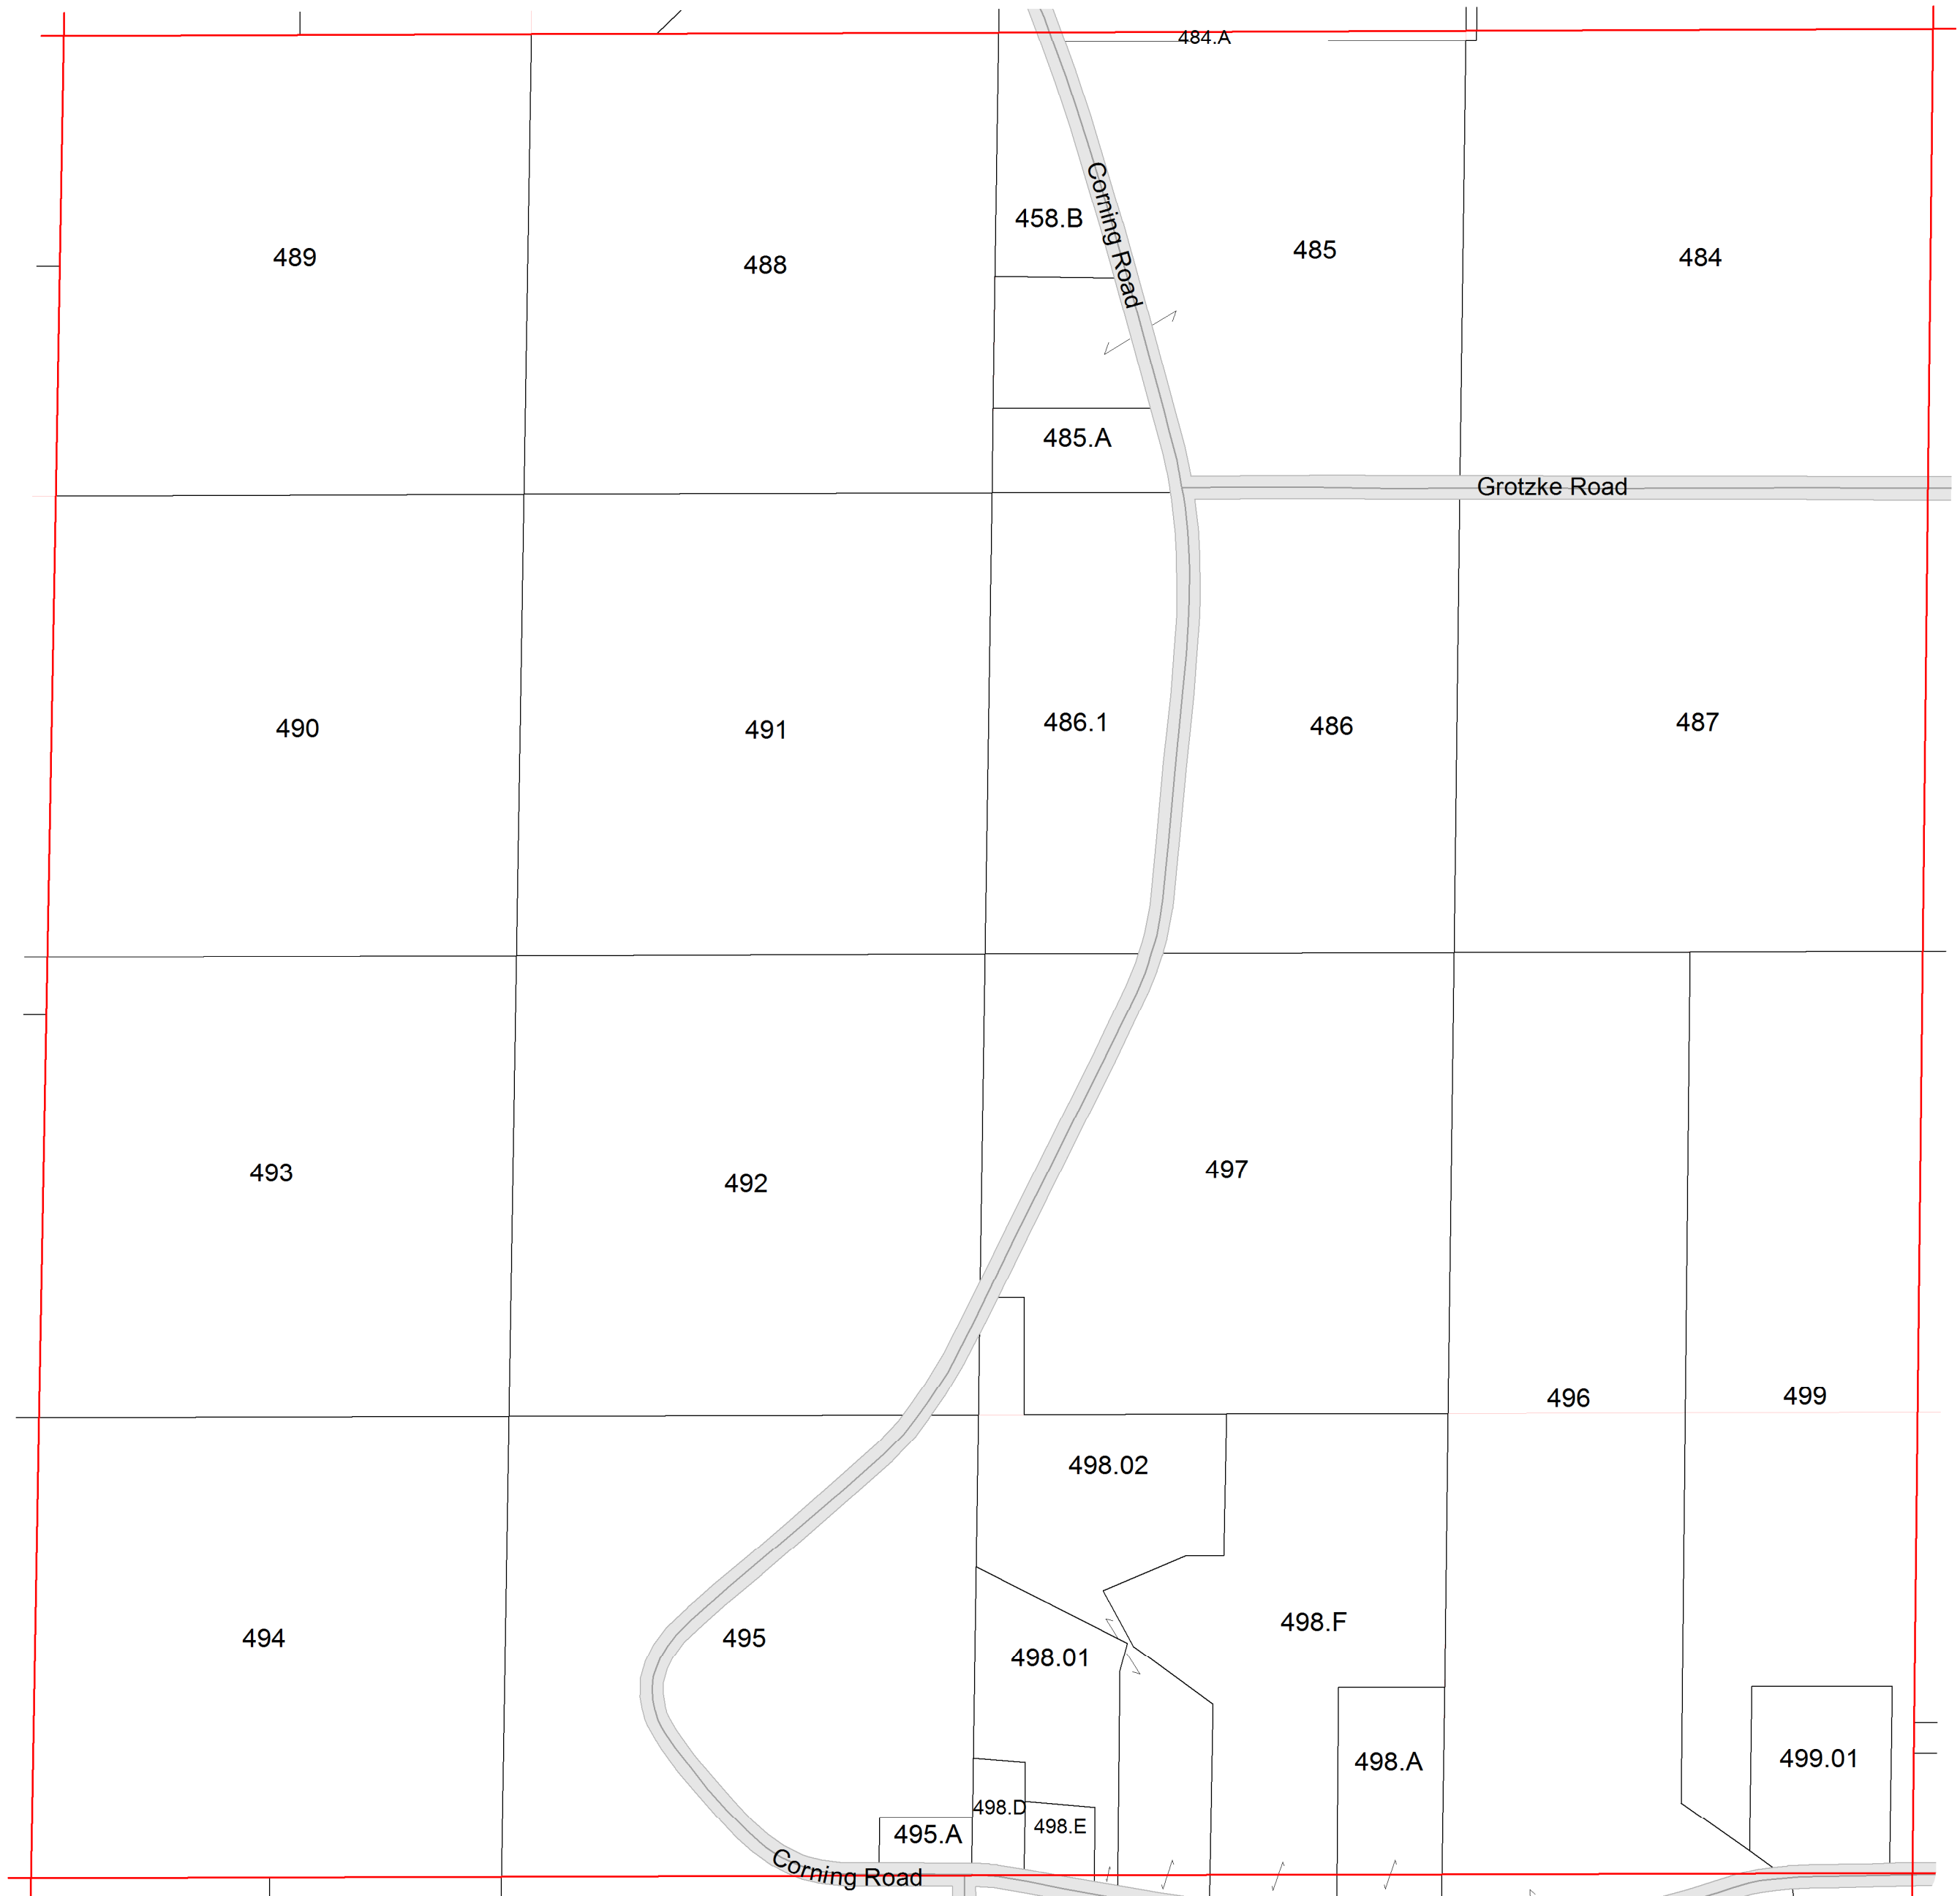 484.A
489
488
458.B
Corning Road
485
484
485.A
Grotzke Road
490
491
486.1
486
487
493
492
497
496
499
498.02
494
495
498.01
498.F
495.A
498.D
498.E
498.A
499.01
Corning Road